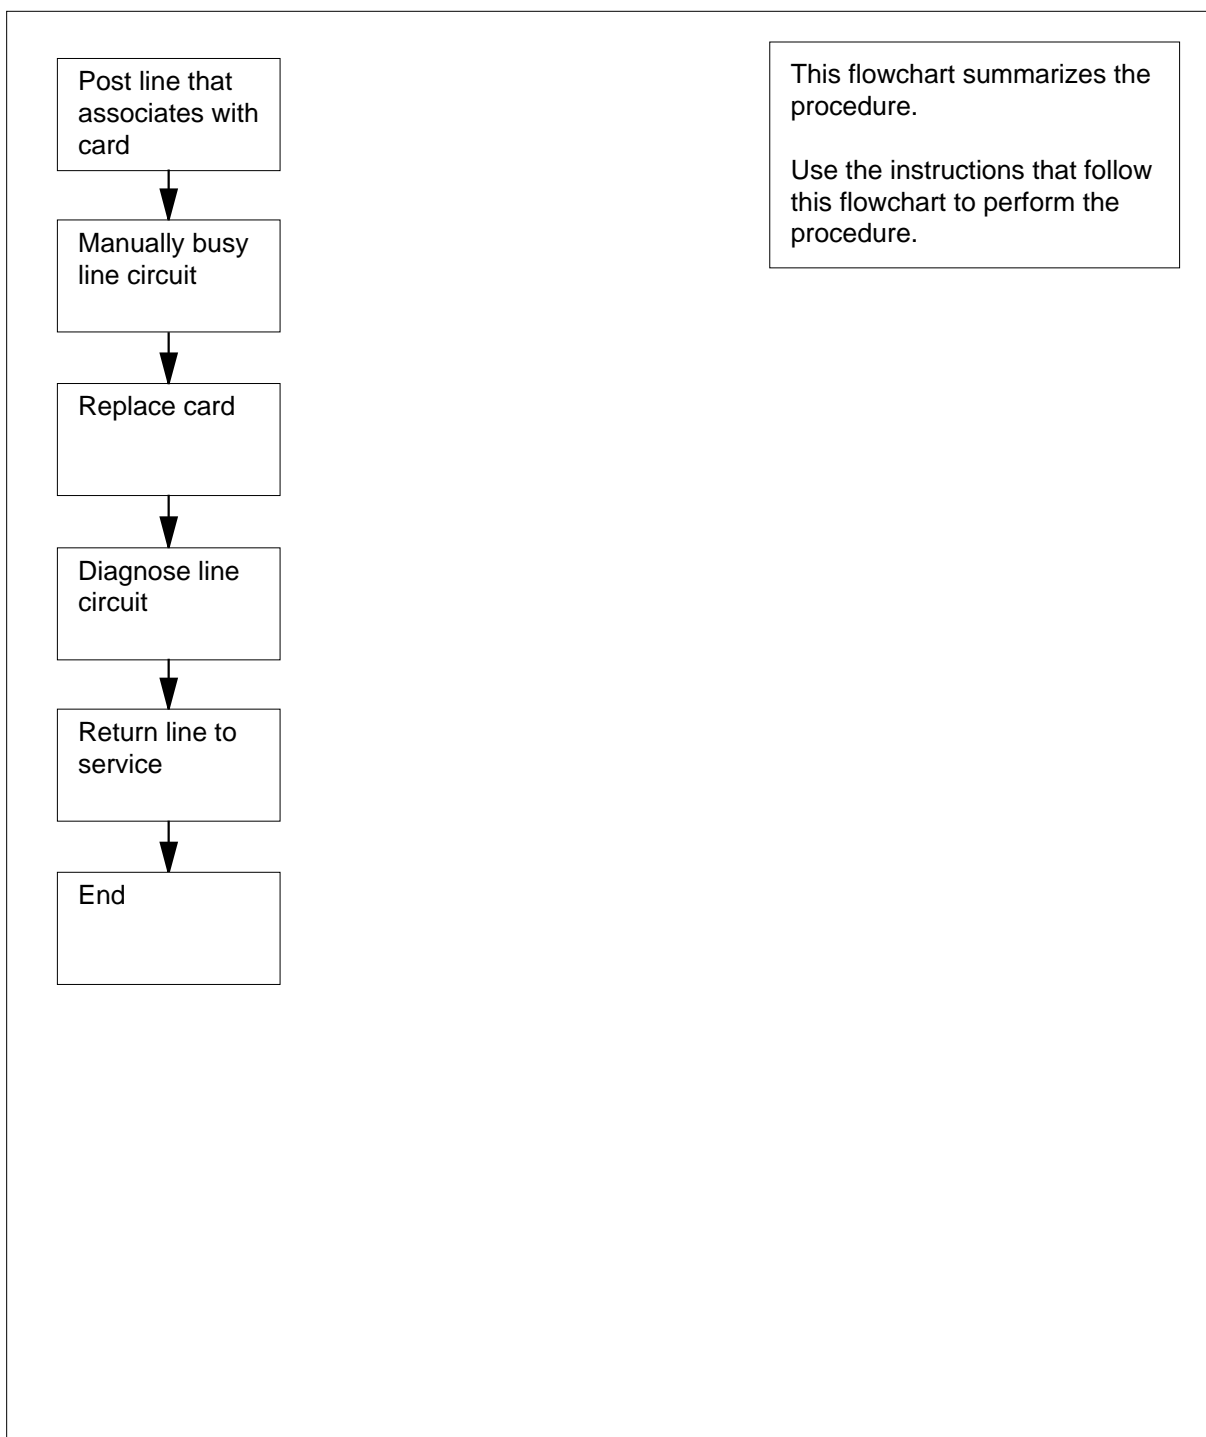 Post line that
associates with
card
Manually busy
line circuit
Replace card
Diagnose line
circuit
Return line to
service
End
This flowchart summarizes the
procedure.
Use the instructions that follow
this flowchart to perform the
procedure.